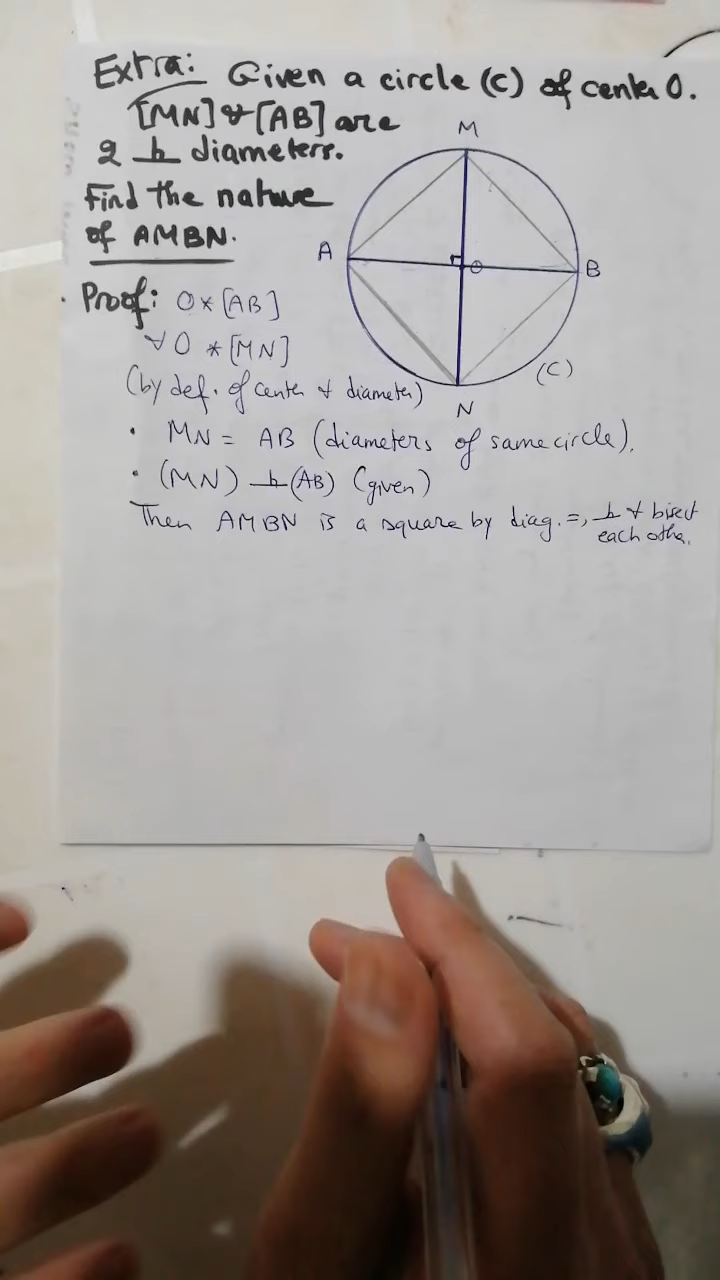 Extra: Given a circle (C) of center O.
[MN] & [AB] are
2 ⊥ diameters.
Find the nature
of AMBN.
M
A
O
B
N
(C)
Proof: O * [AB]
& O * [MN]
(by def. of center & diameter)
• MN = AB (diameters of same circle).
• (MN) ⊥ (AB) (given)
Then AMBN is a square by diag. =, ⊥ & bisect
each other.